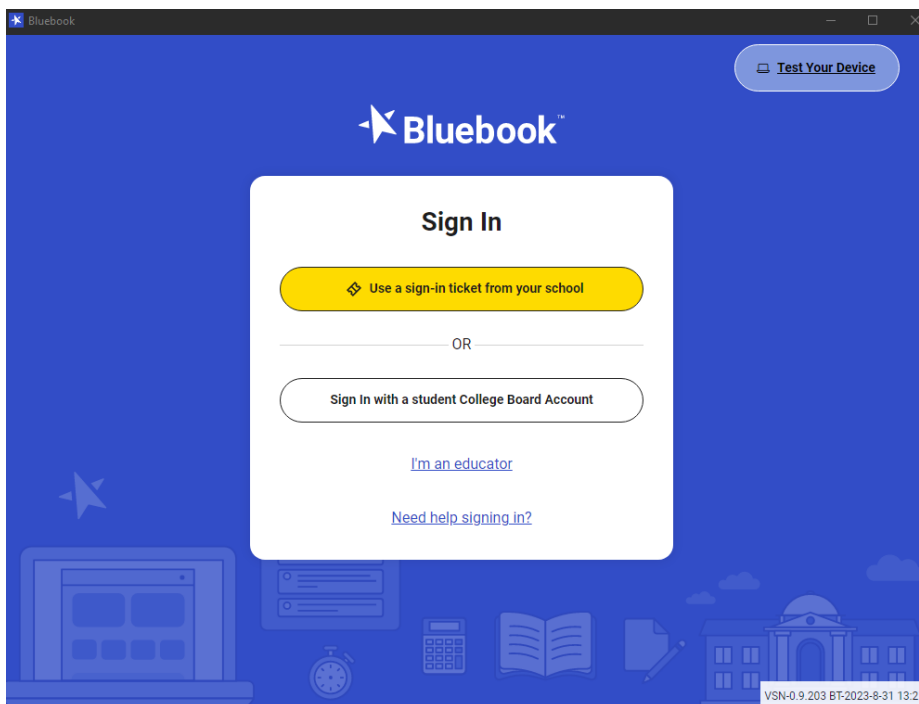 Bluebook
Test Your Device
Bluebook™
Sign In
Use a sign-in ticket from your school
OR
Sign In with a student College Board Account
I'm an educator
Need help signing in?
VSN-0.9.203 BT-2023-8-31 13:2